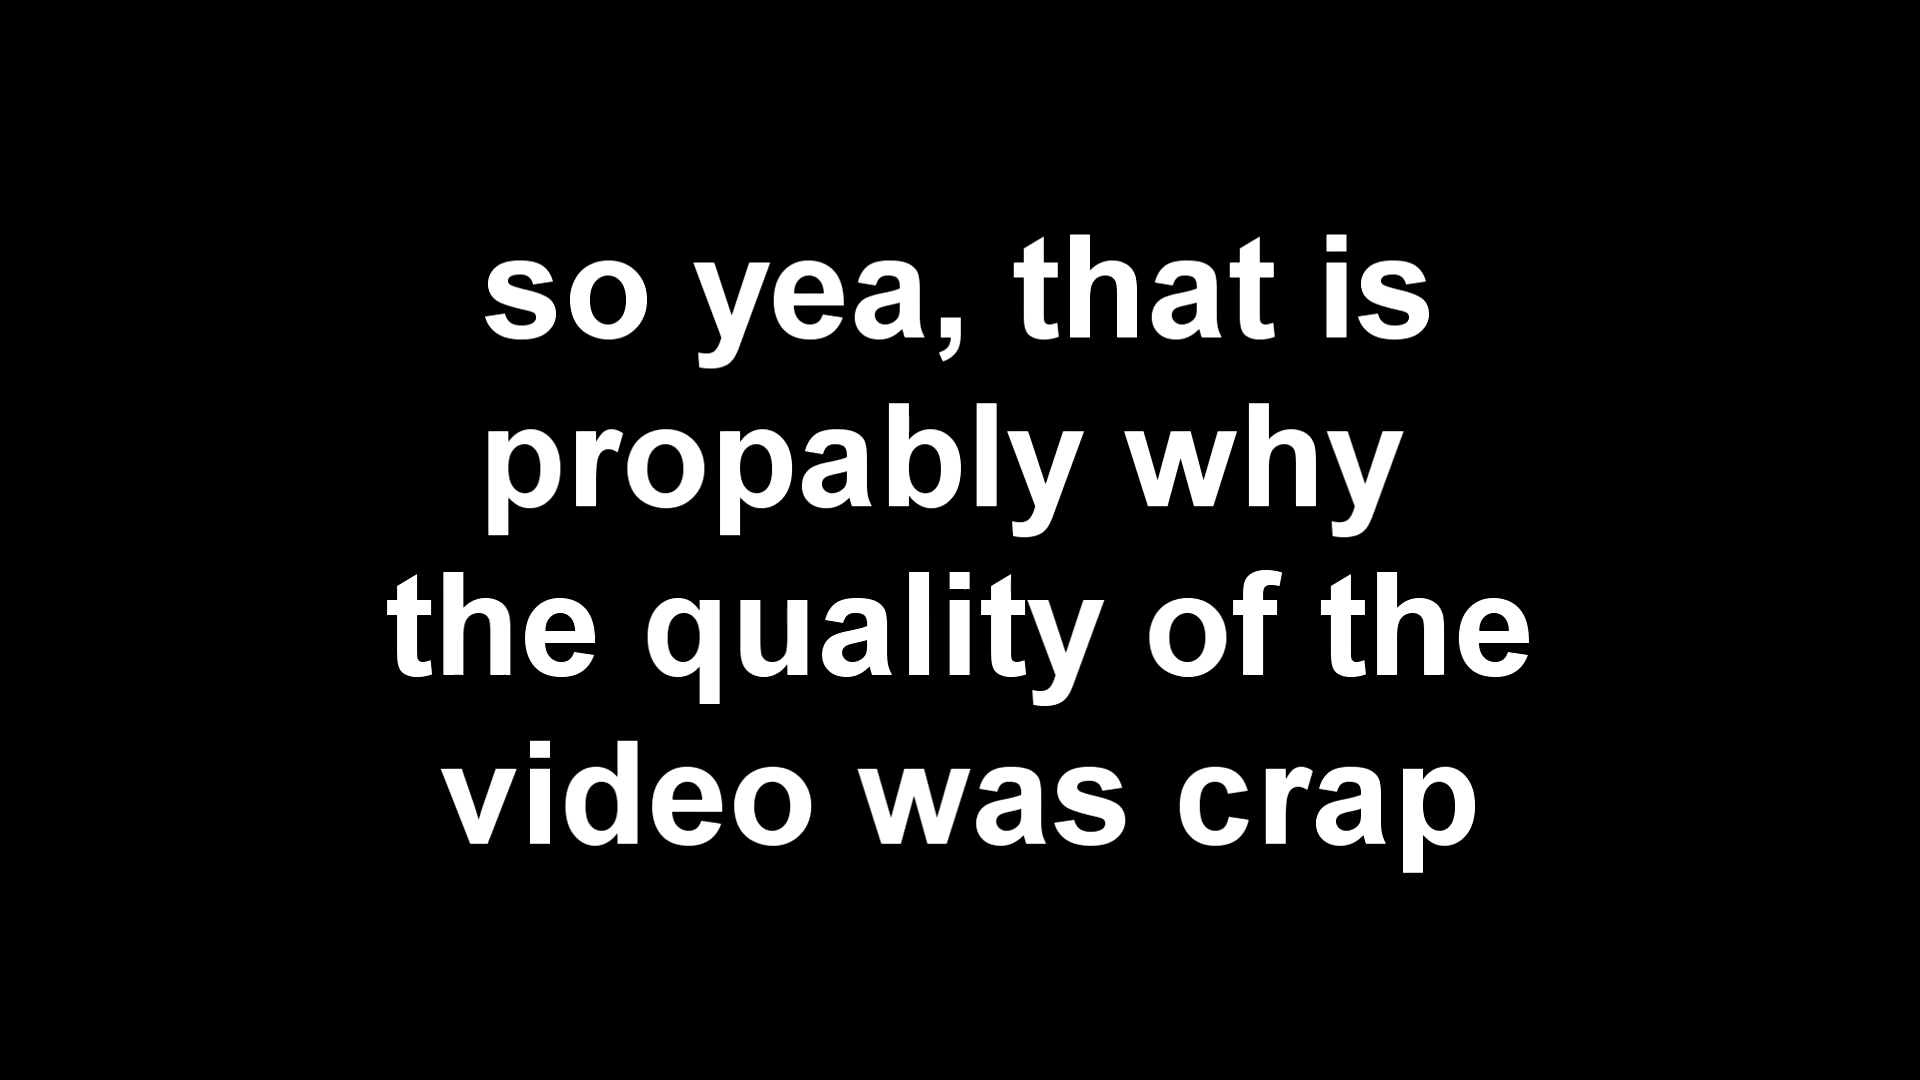 so yea, that is
propably why
the quality of the
video was crap